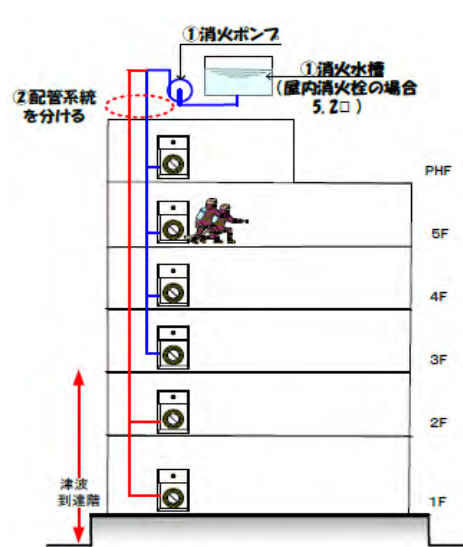 ①消火ポンプ
①消火水槽
(屋内消火栓の場合
5.2□)
②配管系統
を分ける
PHF
5F
4F
3F
2F
1F
津波
到達階